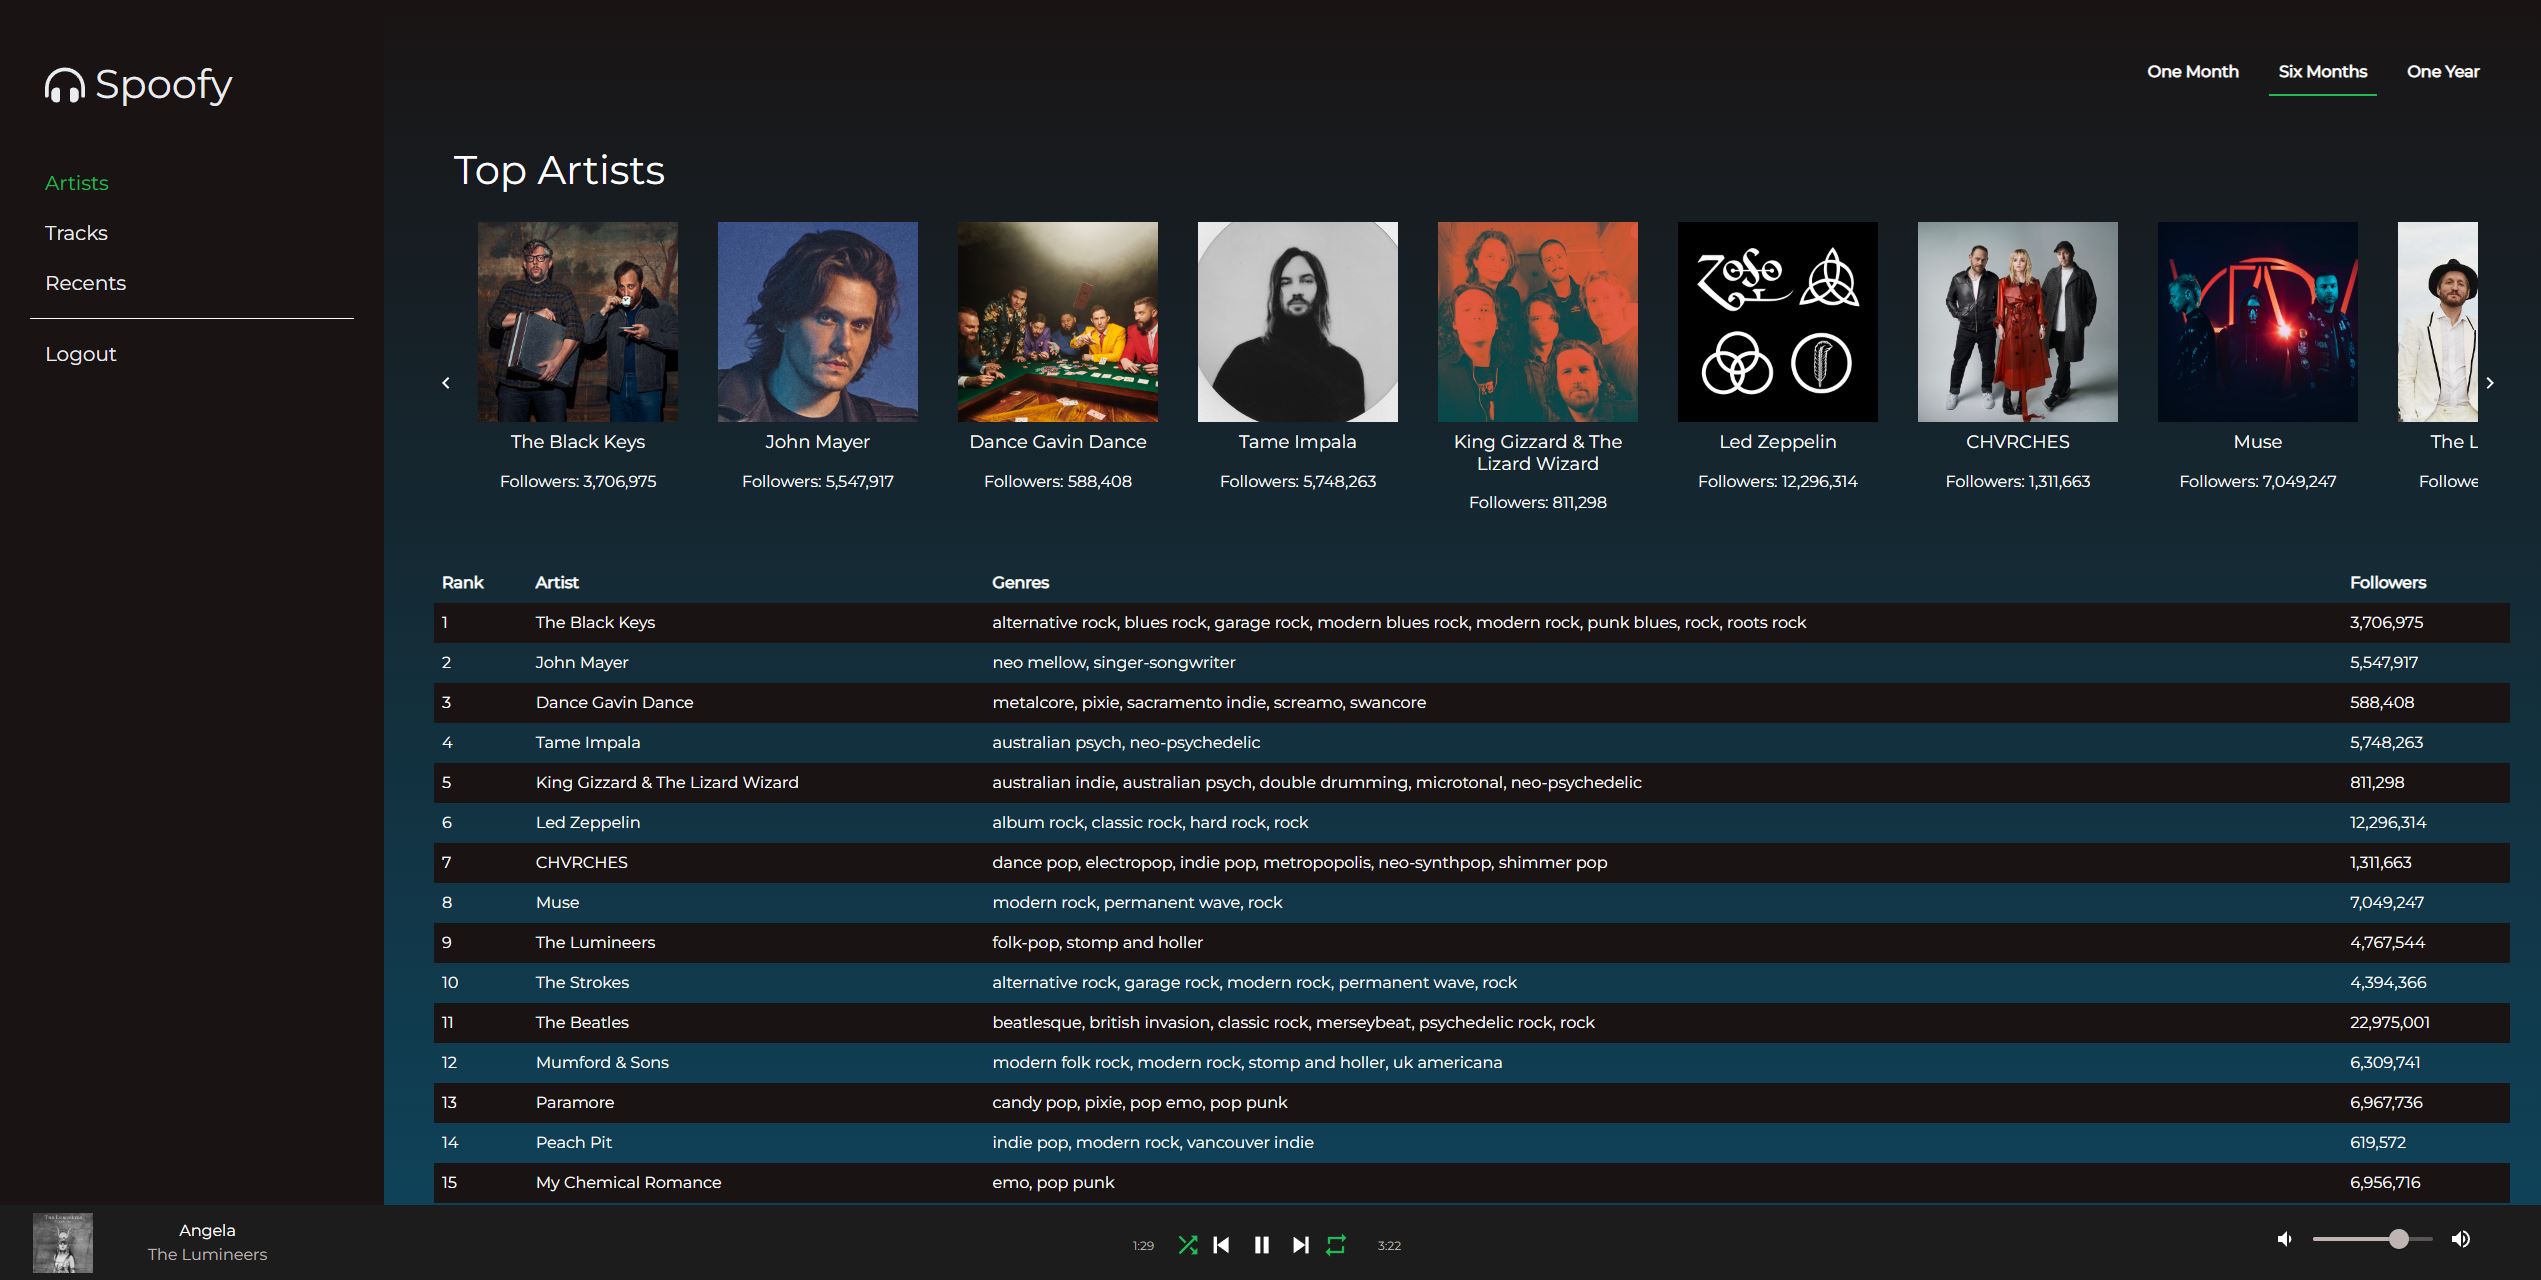 Spoofy
Artists
Tracks
Recents
Logout
One Month Six Months One Year
Top Artists
The Black Keys
Followers: 3,706,975
John Mayer
Followers: 5,547,917
Dance Gavin Dance
Followers: 588,408
Tame Impala
Followers: 5,748,263
King Gizzard & The
Lizard Wizard
Followers: 811,298
Led Zeppelin
Followers: 12,296,314
CHVRCHES
Followers: 1,311,663
Muse
Followers: 7,049,247
The L
Followe
Rank Artist Genres Followers
1 The Black Keys alternative rock, blues rock, garage rock, modern blues rock, modern rock, punk blues, rock, roots rock 3,706,975
2 John Mayer neo mellow, singer-songwriter 5,547,917
3 Dance Gavin Dance metalcore, pixie, sacramento indie, screamo, swancore 588,408
4 Tame Impala australian psych, neo-psychedelic 5,748,263
5 King Gizzard & The Lizard Wizard australian indie, australian psych, double drumming, microtonal, neo-psychedelic 811,298
6 Led Zeppelin album rock, classic rock, hard rock, rock 12,296,314
7 CHVRCHES dance pop, electropop, indie pop, metropopolis, neo-synthpop, shimmer pop 1,311,663
8 Muse modern rock, permanent wave, rock 7,049,247
9 The Lumineers folk-pop, stomp and holler 4,767,544
10 The Strokes alternative rock, garage rock, modern rock, permanent wave, rock 4,394,366
11 The Beatles beatlesque, british invasion, classic rock, merseybeat, psychedelic rock, rock 22,975,001
12 Mumford & Sons modern folk rock, modern rock, stomp and holler, uk americana 6,309,741
13 Paramore candy pop, pixie, pop emo, pop punk 6,967,736
14 Peach Pit indie pop, modern rock, vancouver indie 619,572
15 My Chemical Romance emo, pop punk 6,956,716
Angela
The Lumineers
1:29 3:22